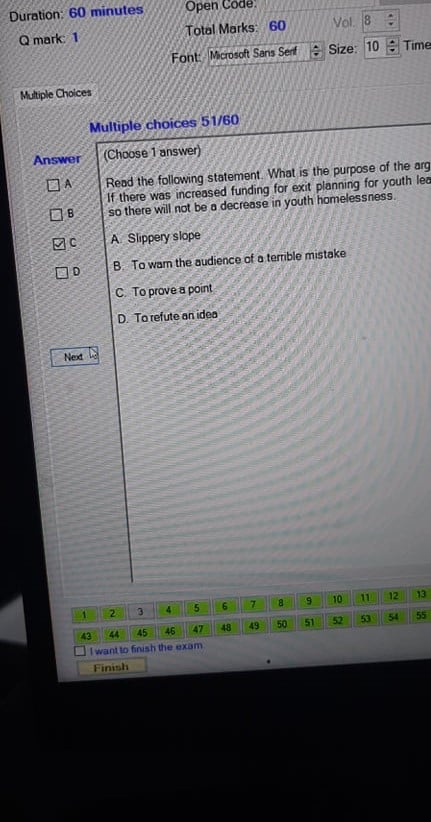 Duration: 60 minutes
Open Code:
Q mark: 1
Total Marks: 60
Vol: 8
Font: Microsoft Sans Serif
Size: 10
Time
Multiple Choices
Multiple choices 51/60
Answer
(Choose 1 answer)
A
Read the following statement. What is the purpose of the arg
If there was increased funding for exit planning for youth lea
B
so there will not be a decrease in youth homelessness.
C
A. Slippery slope
D
B. To warn the audience of a terrible mistake
C. To prove a point
D. To refute an idea
Next
1 2 3 4 5 6 7 8 9 10 11 12 13
43 44 45 46 47 48 49 50 51 52 53 54 55
I want to finish the exam
Finish